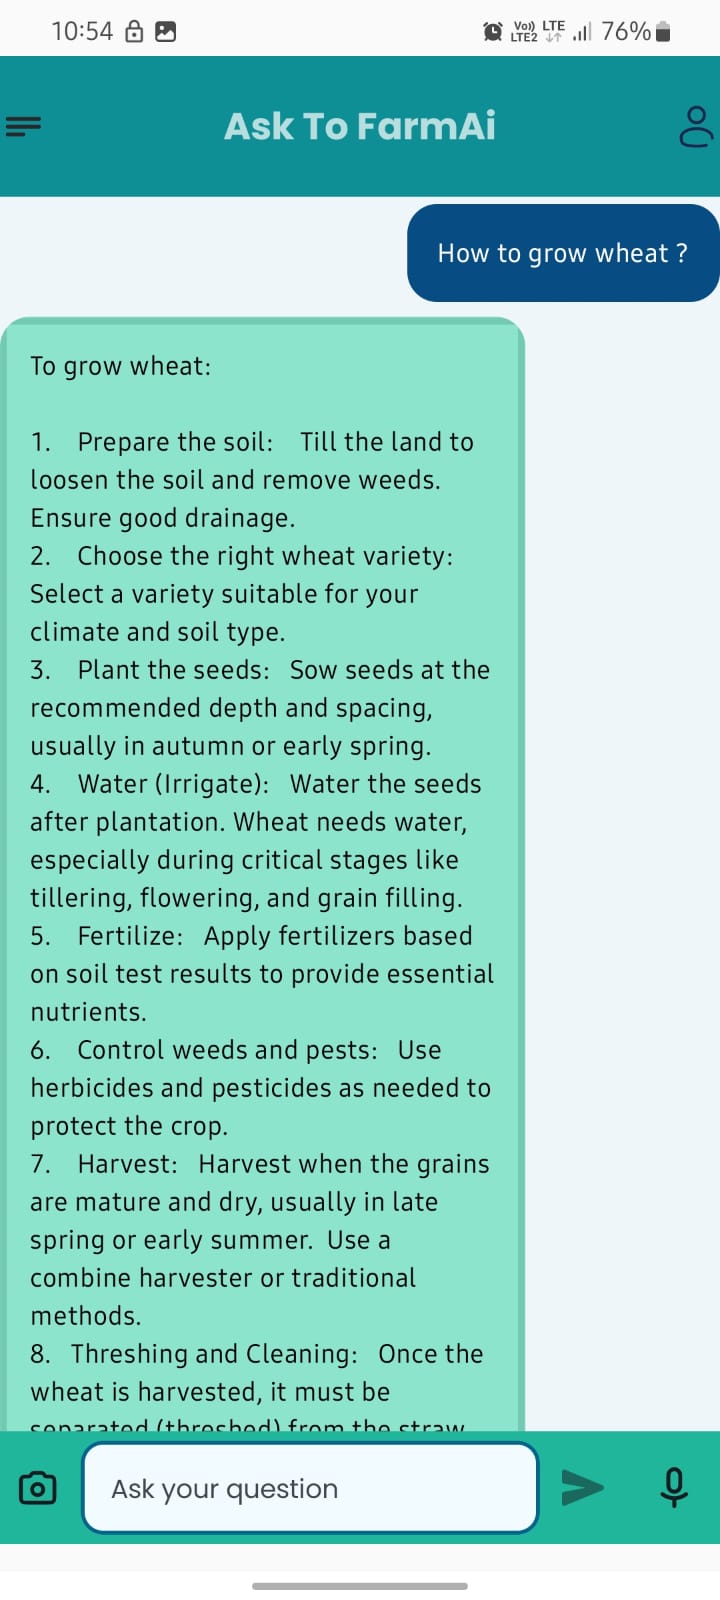 10:54 Vo)) LTE LTE2 76%
Ask To FarmAi
How to grow wheat ?
To grow wheat:
1. Prepare the soil: Till the land to
loosen the soil and remove weeds.
Ensure good drainage.
2. Choose the right wheat variety:
Select a variety suitable for your
climate and soil type.
3. Plant the seeds: Sow seeds at the
recommended depth and spacing,
usually in autumn or early spring.
4. Water (Irrigate): Water the seeds
after plantation. Wheat needs water,
especially during critical stages like
tillering, flowering, and grain filling.
5. Fertilize: Apply fertilizers based
on soil test results to provide essential
nutrients.
6. Control weeds and pests: Use
herbicides and pesticides as needed to
protect the crop.
7. Harvest: Harvest when the grains
are mature and dry, usually in late
spring or early summer. Use a
combine harvester or traditional
methods.
8. Threshing and Cleaning: Once the
wheat is harvested, it must be
separated (threshed) from the straw
Ask your question